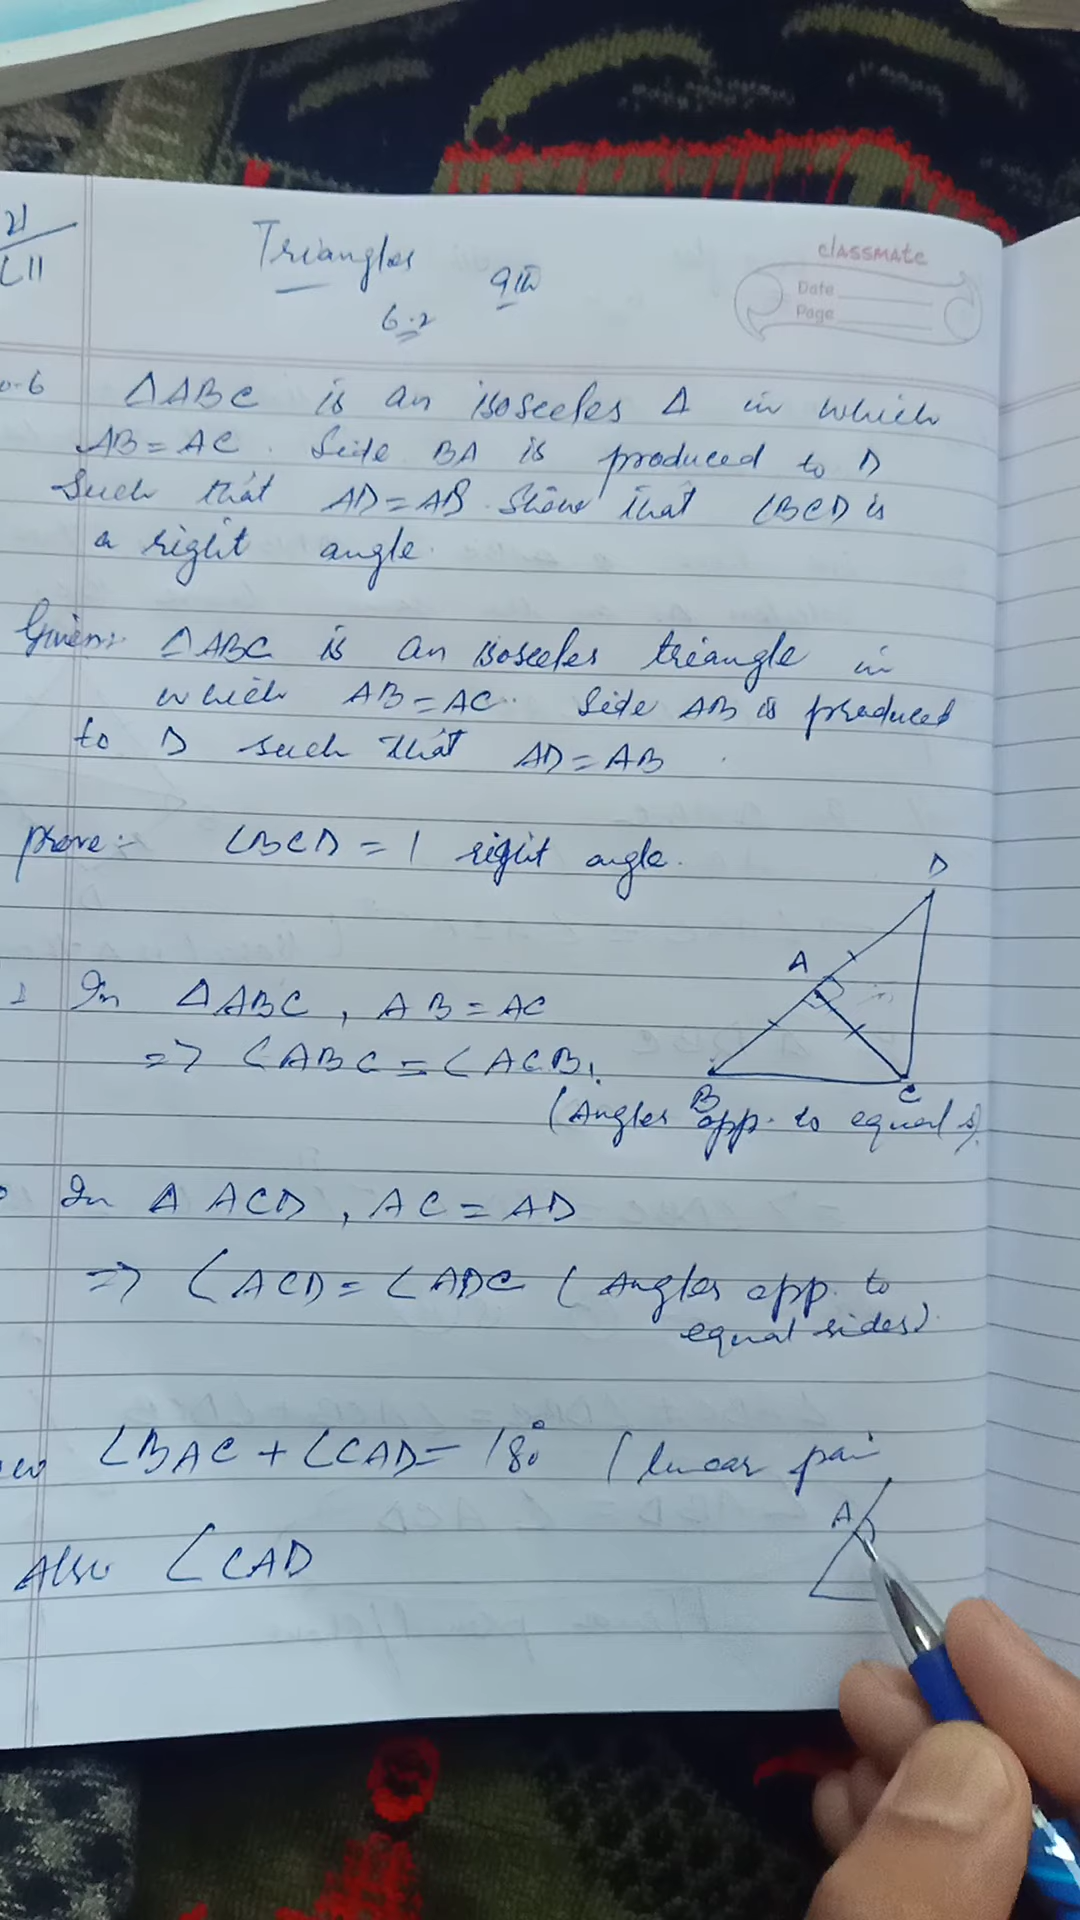 21
L11
Triangles 9th
6.2
classmate
Date
Page
-6 ΔABC is an isosceles Δ in which
AB = AC. Side BA is produced to D
Such that AD = AB. Show that ∠BCD is
a right angle.
Given:- ΔABC is an isosceles triangle in
which AB = AC. Side AB is produced
to D such that AD = AB
prove:- ∠BCD = 1 right angle.
D
A
In ΔABC, AB = AC
=> ∠ABC = ∠ACB,
B C
(Angles opp. to equal s)
In Δ ACD, AC = AD
=> ∠ACD = ∠ADC (Angles opp. to
equal sides).
∠BAC + ∠CAD = 180° (linear pair
A
Also ∠CAD